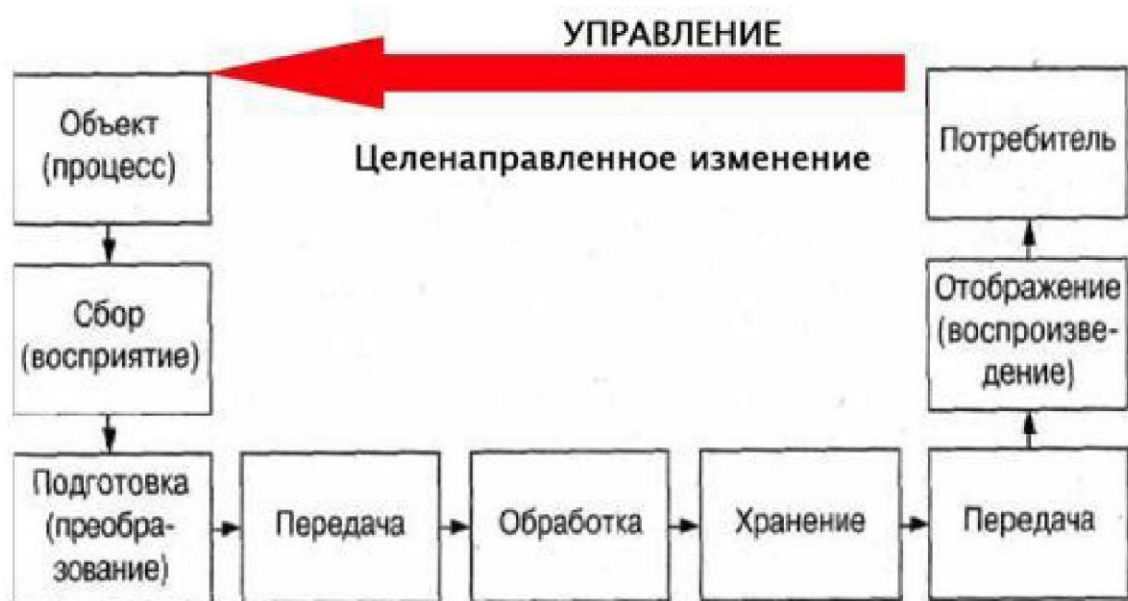 УПРАВЛЕНИЕ
Целенаправленное изменение
Объект
(процесс)
Сбор
(восприятие)
Подготовка
(преобра-
зование)
Передача
Обработка
Хранение
Передача
Отображение
(воспроизве-
дение)
Потребитель